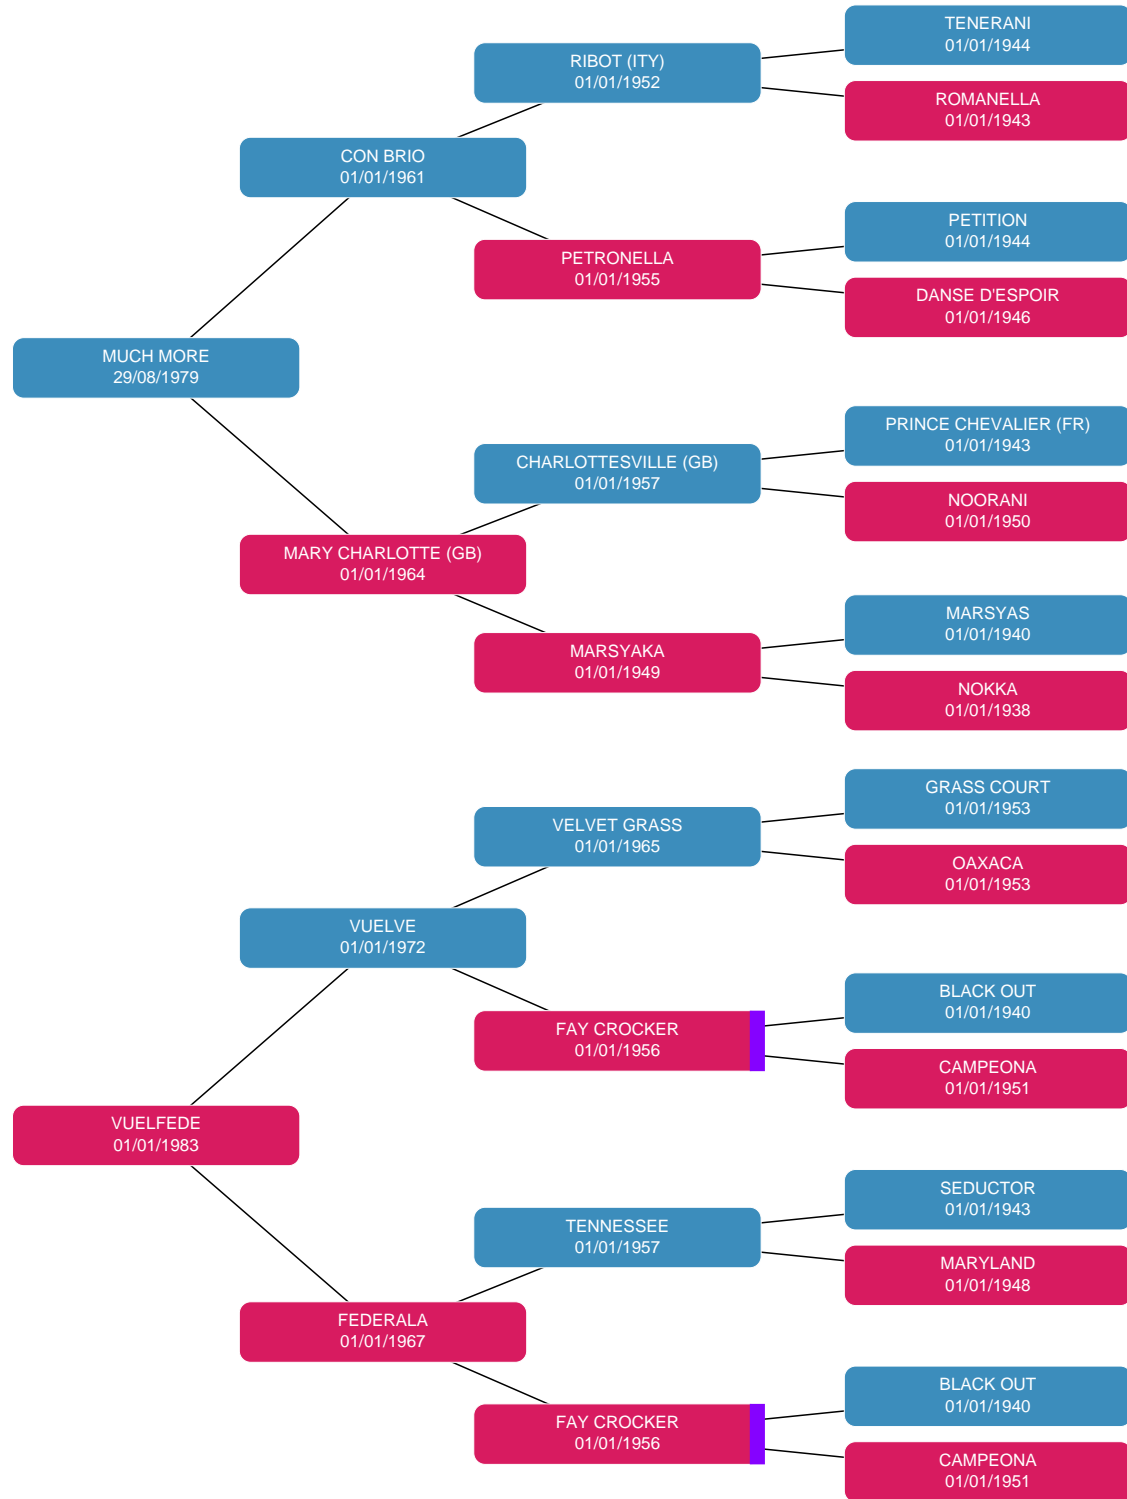 TENERANI
01/01/1944
RIBOT (ITY)
01/01/1952
ROMANELLA
01/01/1943
CON BRIO
01/01/1961
PETITION
01/01/1944
PETRONELLA
01/01/1955
DANSE D'ESPOIR
01/01/1946
MUCH MORE
29/08/1979
PRINCE CHEVALIER (FR)
01/01/1943
CHARLOTTESVILLE (GB)
01/01/1957
NOORANI
01/01/1950
MARY CHARLOTTE (GB)
01/01/1964
MARSYAS
01/01/1940
MARSYAKA
01/01/1949
NOKKA
01/01/1938
GRASS COURT
01/01/1953
VELVET GRASS
01/01/1965
OAXACA
01/01/1953
VUELVE
01/01/1972
BLACK OUT
01/01/1940
FAY CROCKER
01/01/1956
CAMPEONA
01/01/1951
VUELFEDE
01/01/1983
SEDUCTOR
01/01/1943
TENNESSEE
01/01/1957
MARYLAND
01/01/1948
FEDERALA
01/01/1967
BLACK OUT
01/01/1940
FAY CROCKER
01/01/1956
CAMPEONA
01/01/1951